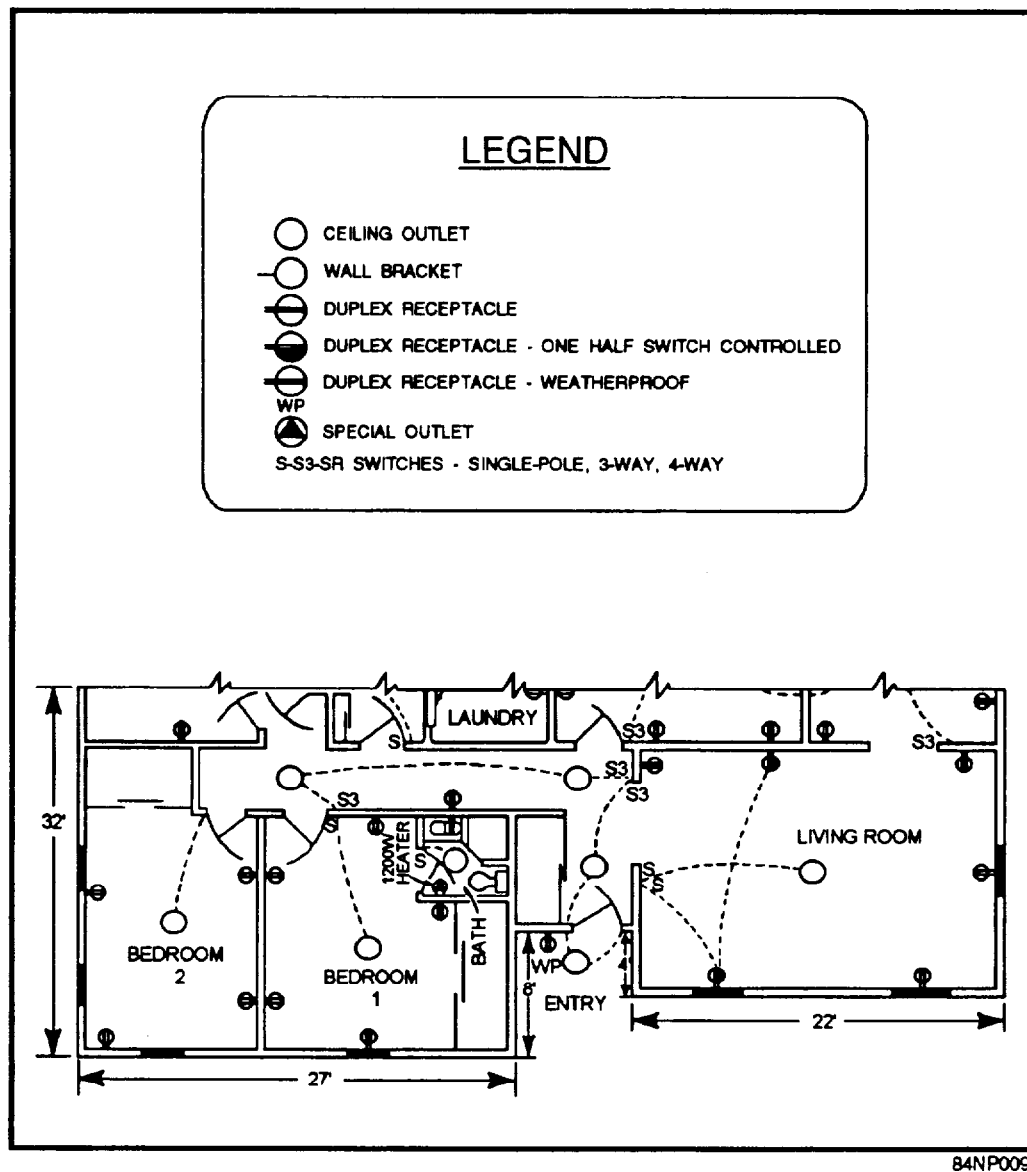 LEGEND
CEILING OUTLET
WALL BRACKET
DUPLEX RECEPTACLE
DUPLEX RECEPTACLE - ONE HALF SWITCH CONTROLLED
DUPLEX RECEPTACLE - WEATHERPROOF
WP
SPECIAL OUTLET
S-S3-SR SWITCHES - SINGLE-POLE, 3-WAY, 4-WAY
LAUNDRY
S3
S
S3
S3
S3
S3
S
32'
LIVING ROOM
1200W
HEATER
S
S
S
BATH
BEDROOM
2
BEDROOM
1
WP
8'
4'
ENTRY
22'
27'
84NP009